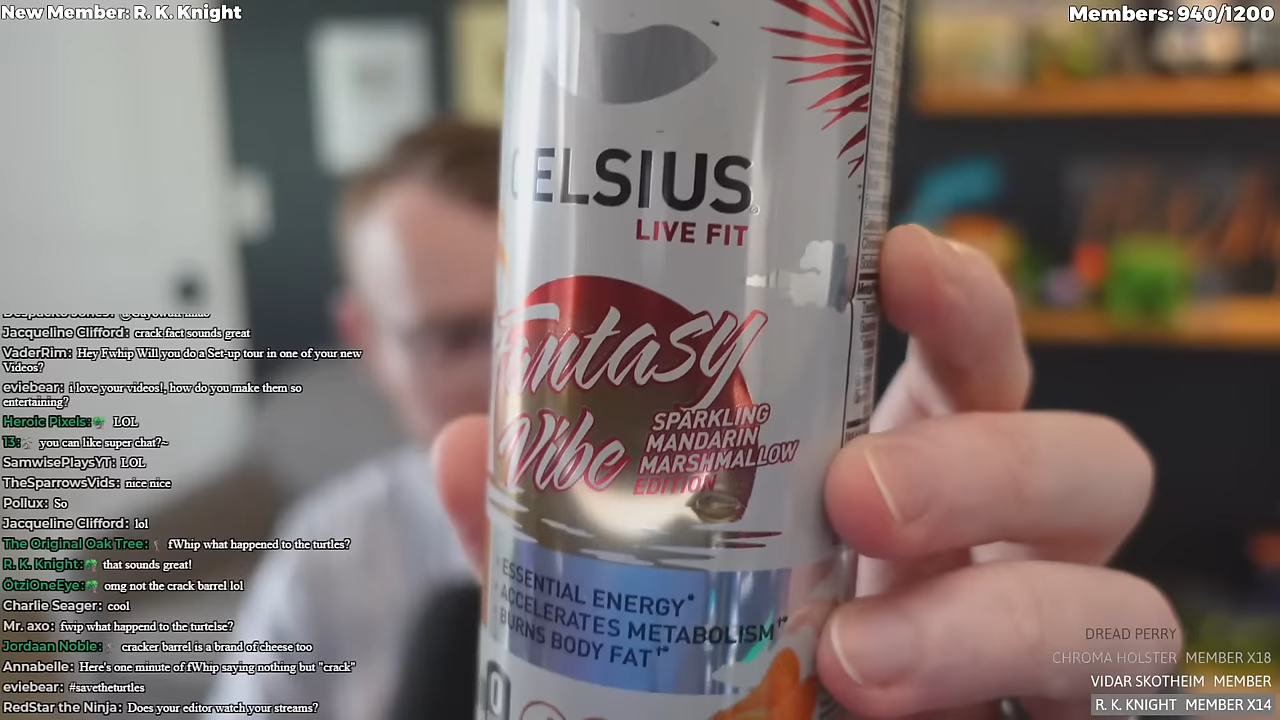 New Member: R. K. Knight
Members: 940/1200
CELSIUS
LIVE FIT
Fantasy
Vibe
SPARKLING
MANDARIN
MARSHMALLOW
EDITION
ESSENTIAL ENERGY*
ACCELERATES METABOLISM†*
BURNS BODY FAT†*
Jacqueline Clifford: crack fact sounds great
VaderRim: Hey Fwhip Will you do a Set-up tour in one of your new
Videos?
eviebear: i love your videos!, how do you make them so
entertaining?
Heroic Pixels: LOL
13: you can like super chat?~
SamwisePlaysYT: LOL
TheSparrowsVids: nice nice
Pollux: So
Jacqueline Clifford: lol
The Original Oak Tree: fWhip what happened to the turtles?
R. K. Knight: that sounds great!
ÖtziOneEye: omg not the crack barrel lol
Charlie Seager: cool
Mr. axo: fwip what happend to the turtelse?
Jordaan Noble: cracker barrel is a brand of cheese too
Annabelle: Here's one minute of fWhip saying nothing but "crack"
eviebear: #savetheturtles
RedStar the Ninja: Does your editor watch your streams?
DREAD PERRY
CHROMA HOLSTER MEMBER X18
VIDAR SKOTHEIM MEMBER
R. K. KNIGHT MEMBER X14